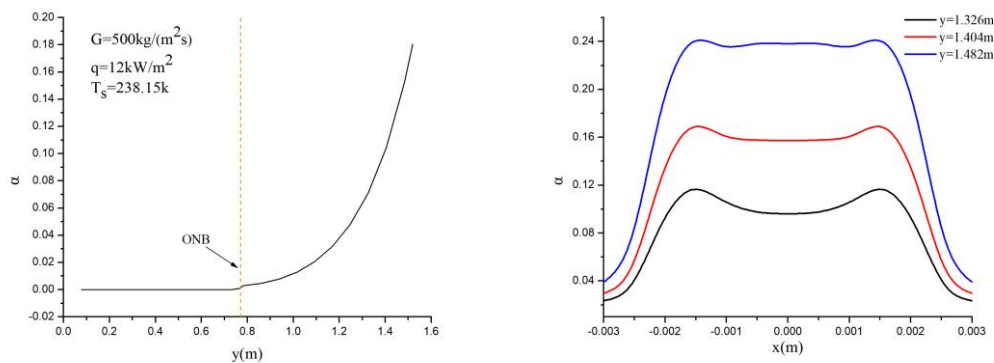 0.20
0.18
0.16
0.14
0.12
0.10
0.08
0.06
0.04
0.02
0.00
-0.02
α
G=500kg/(m²s)
q=12kW/m²
Tₛ=238.15k
ONB
0.0 0.2 0.4 0.6 0.8 1.0 1.2 1.4 1.6
y(m)
y=1.326m
y=1.404m
y=1.482m
0.24
0.20
0.16
0.12
0.08
0.04
α
-0.003 -0.002 -0.001 0.000 0.001 0.002 0.003
x(m)